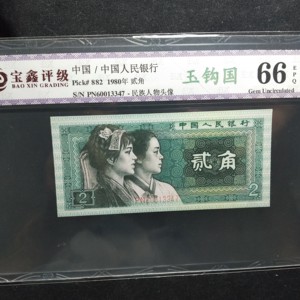 宝鑫评级
BAO XIN GRADING
中国 / 中国人民银行
Pick# 882 1980年 贰角
S/N PN60013347 - 民族人物头像
玉钩国
66
EPQ
Gem Uncirculated
中国人民银行
贰角
2
2